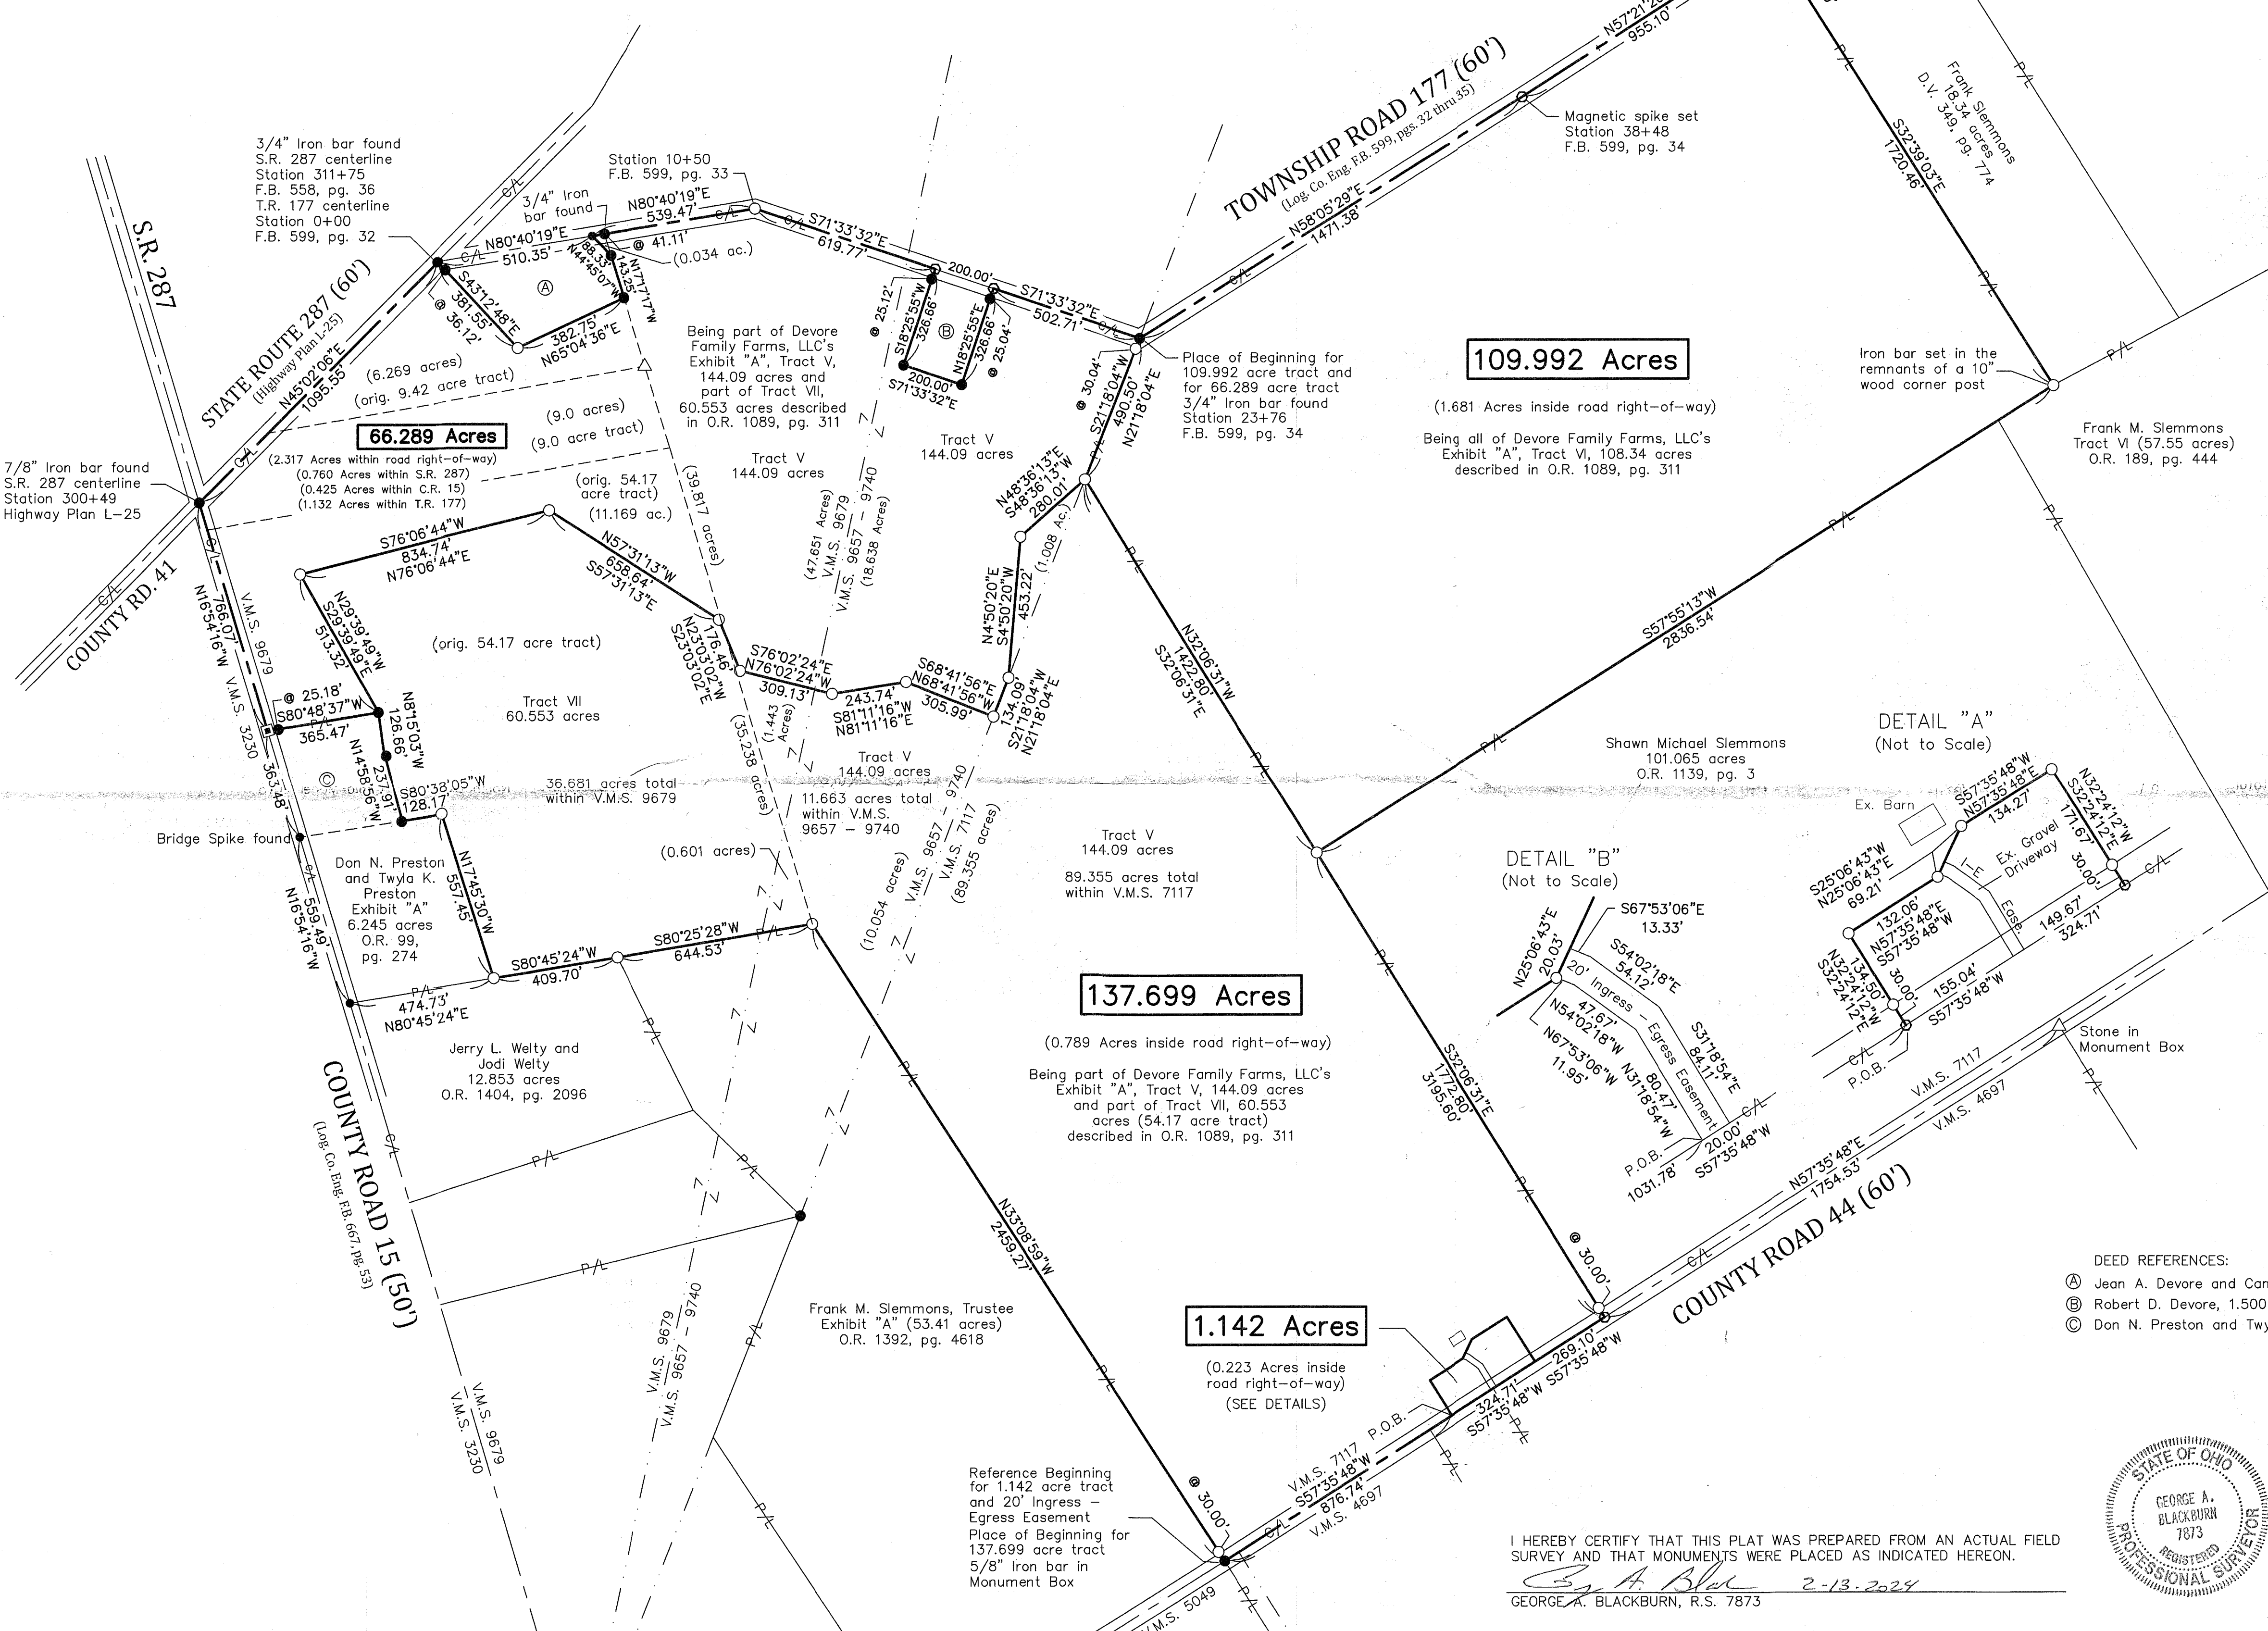 S.R. 287
STATE ROUTE 287 (60')
(Highway Plan L-25)
N45°02'06"E
1095.55'
C/L
3/4" Iron bar found
S.R. 287 centerline
Station 311+75
F.B. 558, pg. 36
T.R. 177 centerline
Station 0+00
F.B. 599, pg. 32
Station 10+50
F.B. 599, pg. 33
3/4" Iron
bar found
N80°40'19"E
539.47'
C/L
N80°40'19"E
510.35'
C/L
@ 41.11'
(0.034 ac.)
88.33'
N44°45'07"W
143.25'
N17°17'17"W
S43°12'48"E
381.55'
@ 36.12'
A
382.75'
N65°04'36"E
S71°33'32"E
619.77'
C/L
200.00'
S71°33'32"E
502.71'
C/L
@ 25.12'
S18°25'55"W
326.66'
B
N18°25'55"E
326.66'
@ 25.04'
200.00'
S71°33'32"E
TOWNSHIP ROAD 177 (60')
(Log. Co. Eng. F.B. 599, pgs. 32 thru 35)
N58°05'29"E
1471.38'
C/L
955.10'
Magnetic spike set
Station 38+48
F.B. 599, pg. 34
P/L
P/L
Frank Slemmons
18.34 acres
D.V. 349, pg. 774
S32°39'03"E
1720.46'
P/L
Iron bar set in the
remnants of a 10"
wood corner post
P/L
Frank M. Slemmons
Tract VI (57.55 acres)
O.R. 189, pg. 444
P/L
109.992 Acres
(1.681 Acres inside road right-of-way)
Being all of Devore Family Farms, LLC's
Exhibit "A", Tract VI, 108.34 acres
described in O.R. 1089, pg. 311
Place of Beginning for
109.992 acre tract and
for 66.289 acre tract
3/4" Iron bar found
Station 23+76
F.B. 599, pg. 34
@ 30.04'
S21°18'04"W
490.50'
N21°18'04"E
P/L
Being part of Devore
Family Farms, LLC's
Exhibit "A", Tract V,
144.09 acres and
part of Tract VII,
60.553 acres described
in O.R. 1089, pg. 311
(6.269 acres)
(orig. 9.42 acre tract)
(9.0 acres)
(9.0 acre tract)
66.289 Acres
(2.317 Acres within road right-of-way)
(0.760 Acres within S.R. 287)
(0.425 Acres within C.R. 15)
(1.132 Acres within T.R. 177)
(orig. 54.17
acre tract)
(11.169 ac.)
Tract V
144.09 acres
Tract V
144.09 acres
(39.817 acres)
(47.651 Acres)
V.M.S. 9679
V.M.S. 9657 - 9740
(18.638 Acres)
N48°36'13"E
S48°36'13"W
280.01'
(1.008 Ac.)
N4°50'20"E
S4°50'20"W
453.22'
7/8" Iron bar found
S.R. 287 centerline
Station 300+49
Highway Plan L-25
COUNTY RD. 41
C/L
C/L
766.07'
N16°54'16"W
V.M.S. 9679
V.M.S. 3230
S76°06'44"W
834.74'
N76°06'44"E
N57°31'13"W
658.64'
S57°31'13"E
N29°39'49"W
S29°39'49"E
513.32'
(orig. 54.17 acre tract)
Tract VII
60.553 acres
176.46'
N23°03'02"W
S23°03'02"E
S76°02'24"E
N76°02'24"W
309.13'
243.74'
S81°11'16"W
N81°11'16"E
S68°41'56"E
N68°41'56"W
305.99'
134.09'
S21°18'04"W
N21°18'04"E
(1.443
Acres)
(35.238 acres)
@ 25.18'
S80°48'37"W
P/L
365.47'
N8°15'03"W
126.66'
N14°58'56"W
237.91'
C
363.48'
S80°38'05"W
128.17'
Bridge Spike found
36.681 acres total
within V.M.S. 9679
Tract V
144.09 acres
11.663 acres total
within V.M.S.
9657 - 9740
(0.601 acres)
(10.054 acres)
V.M.S. 9657 - 9740
V.M.S. 7117
(89.355 acres)
Tract V
144.09 acres
89.355 acres total
within V.M.S. 7117
N32°06'31"W
1422.80'
S32°06'31"E
P/L
S57°55'13"W
2836.54'
P/L
Shawn Michael Slemmons
101.065 acres
O.R. 1139, pg. 3
Don N. Preston
and Twyla K.
Preston
Exhibit "A"
6.245 acres
O.R. 99,
pg. 274
N17°45'30"W
557.45'
C/L
559.49'
N16°54'16"W
P/L
474.73'
N80°45'24"E
S80°45'24"W
409.70'
S80°25'28"W
644.53'
P/L
Jerry L. Welty and
Jodi Welty
12.853 acres
O.R. 1404, pg. 2096
COUNTY ROAD 15 (50')
(Log. Co. Eng. F.B. 667, pg. 53)
C/L
P/L
P/L
P/L
P/L
137.699 Acres
(0.789 Acres inside road right-of-way)
Being part of Devore Family Farms, LLC's
Exhibit "A", Tract V, 144.09 acres
and part of Tract VII, 60.553
acres (54.17 acre tract)
described in O.R. 1089, pg. 311
N33°08'59"W
2459.27'
P/L
S32°06'31"E
1772.80'
3195.60'
P/L
DETAIL "A"
(Not to Scale)
Ex. Barn
S57°35'48"W
N57°35'48"E
134.27'
N32°24'12"W
S32°24'12"E
171.67'
30.00'
C/L
Ex. Gravel
Driveway
S25°06'43"W
N25°06'43"E
69.21'
132.06'
N57°35'48"E
S57°35'48"W
Ease.
149.67'
324.71'
134.50'
N32°24'12"W
S32°24'12"E
30.00'
155.04'
S57°35'48"W
C/L
P.O.B.
DETAIL "B"
(Not to Scale)
S67°53'06"E
13.33'
N25°06'43"E
20.03'
S54°02'18"E
54.12'
20' Ingress - Egress Easement
47.67'
N54°02'18"W
N67°53'06"W
11.95'
S31°18'54"E
84.11'
80.47'
N31°18'54"W
C/L
P.O.B.
20.00'
1031.78'
S57°35'48"W
Stone in
Monument Box
P/L
V.M.S. 7117
V.M.S. 4697
N57°35'48"E
1754.53'
C/L
COUNTY ROAD 44 (60')
@ 30.00'
269.10'
S57°35'48"W
1.142 Acres
(0.223 Acres inside
road right-of-way)
(SEE DETAILS)
P.O.B.
324.71'
S57°35'48"W
P/L
P/L
V.M.S. 7117
S57°35'48"W
876.74'
V.M.S. 4697
C/L
@ 30.00'
P/L
V.M.S. 5049
Reference Beginning
for 1.142 acre tract
and 20' Ingress -
Egress Easement
Place of Beginning for
137.699 acre tract
5/8" Iron bar in
Monument Box
Frank M. Slemmons, Trustee
Exhibit "A" (53.41 acres)
O.R. 1392, pg. 4618
V.M.S. 9679
V.M.S. 9657 - 9740
V.M.S. 9679
V.M.S. 3230
P/L
P/L
DEED REFERENCES:
A Jean A. Devore and
B Robert D. Devore, 1.500
C Don N. Preston and
I HEREBY CERTIFY THAT THIS PLAT WAS PREPARED FROM AN ACTUAL FIELD
SURVEY AND THAT MONUMENTS WERE PLACED AS INDICATED HEREON.
2-13-2024
GEORGE A. BLACKBURN, R.S. 7873
STATE OF OHIO
GEORGE A.
BLACKBURN
7873
REGISTERED
PROFESSIONAL SURVEYOR